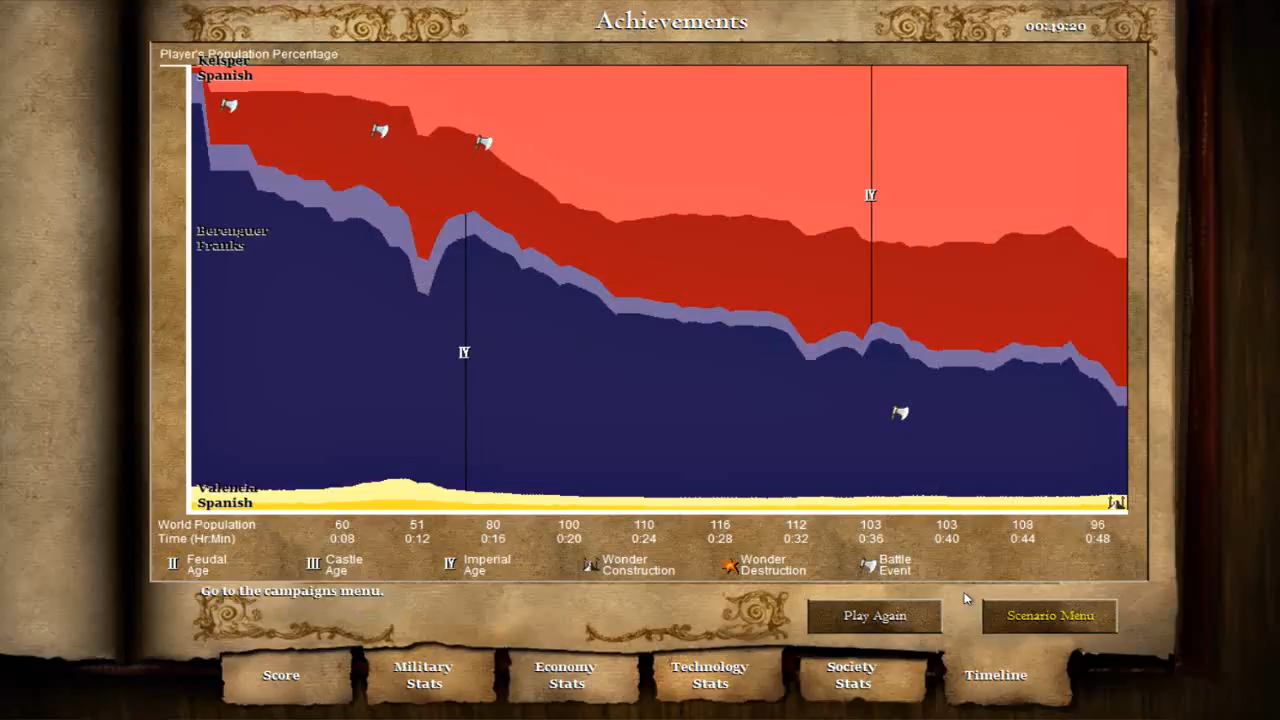 Achievements
00:49:20
Player's Population Percentage
Kelsper
Spanish
IV
Berenguer
Franks
IV
Valencia
Spanish
World Population 60 51 80 100 110 116 112 103 103 108 96
Time (Hr:Min) 0:08 0:12 0:16 0:20 0:24 0:28 0:32 0:36 0:40 0:44 0:48
II Feudal Age
III Castle Age
IV Imperial Age
Wonder Construction
Wonder Destruction
Battle Event
Go to the campaigns menu.
Play Again
Scenario Menu
Score
Military Stats
Economy Stats
Technology Stats
Society Stats
Timeline